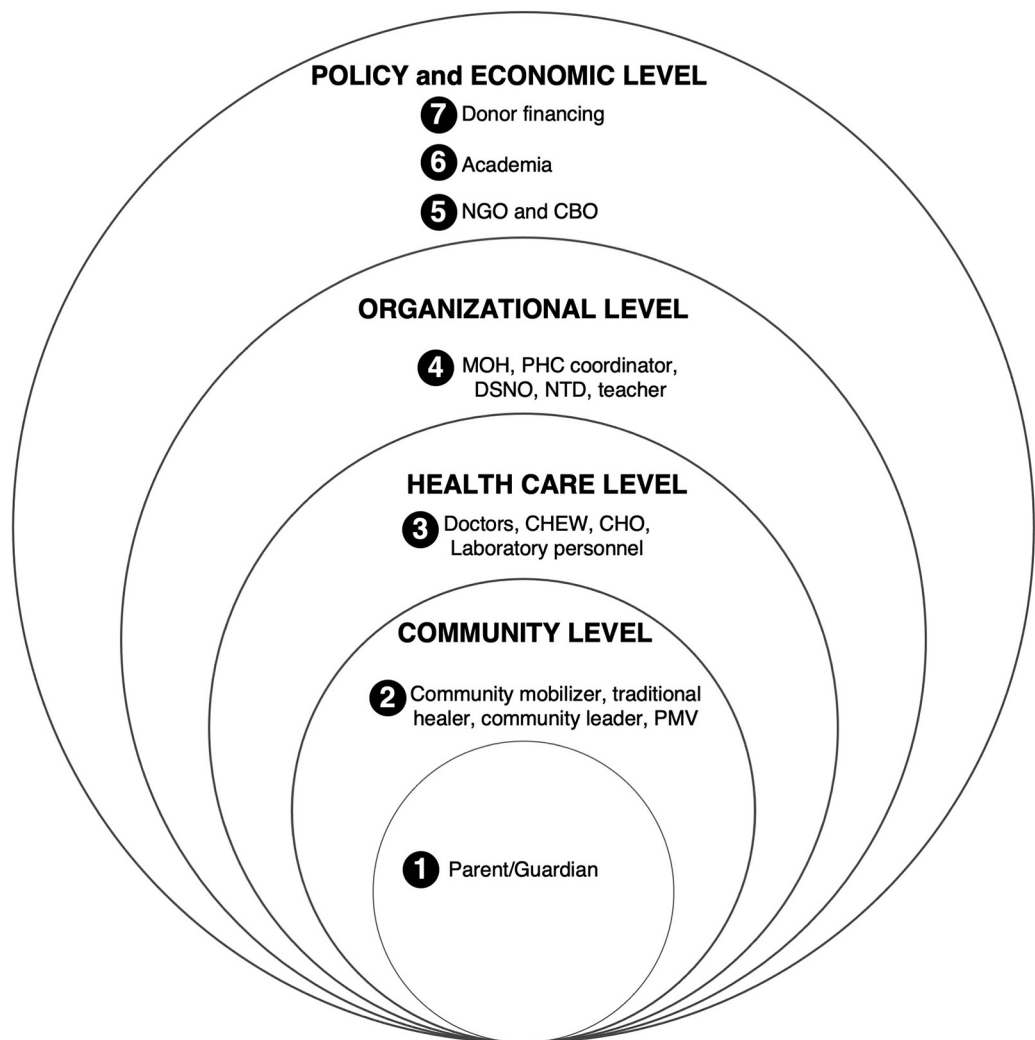 POLICY and ECONOMIC LEVEL
7 Donor financing
6 Academia
5 NGO and CBO
ORGANIZATIONAL LEVEL
4 MOH, PHC coordinator,
DSNO, NTD, teacher
HEALTH CARE LEVEL
3 Doctors, CHEW, CHO,
Laboratory personnel
COMMUNITY LEVEL
2 Community mobilizer, traditional
healer, community leader, PMV
1 Parent/Guardian